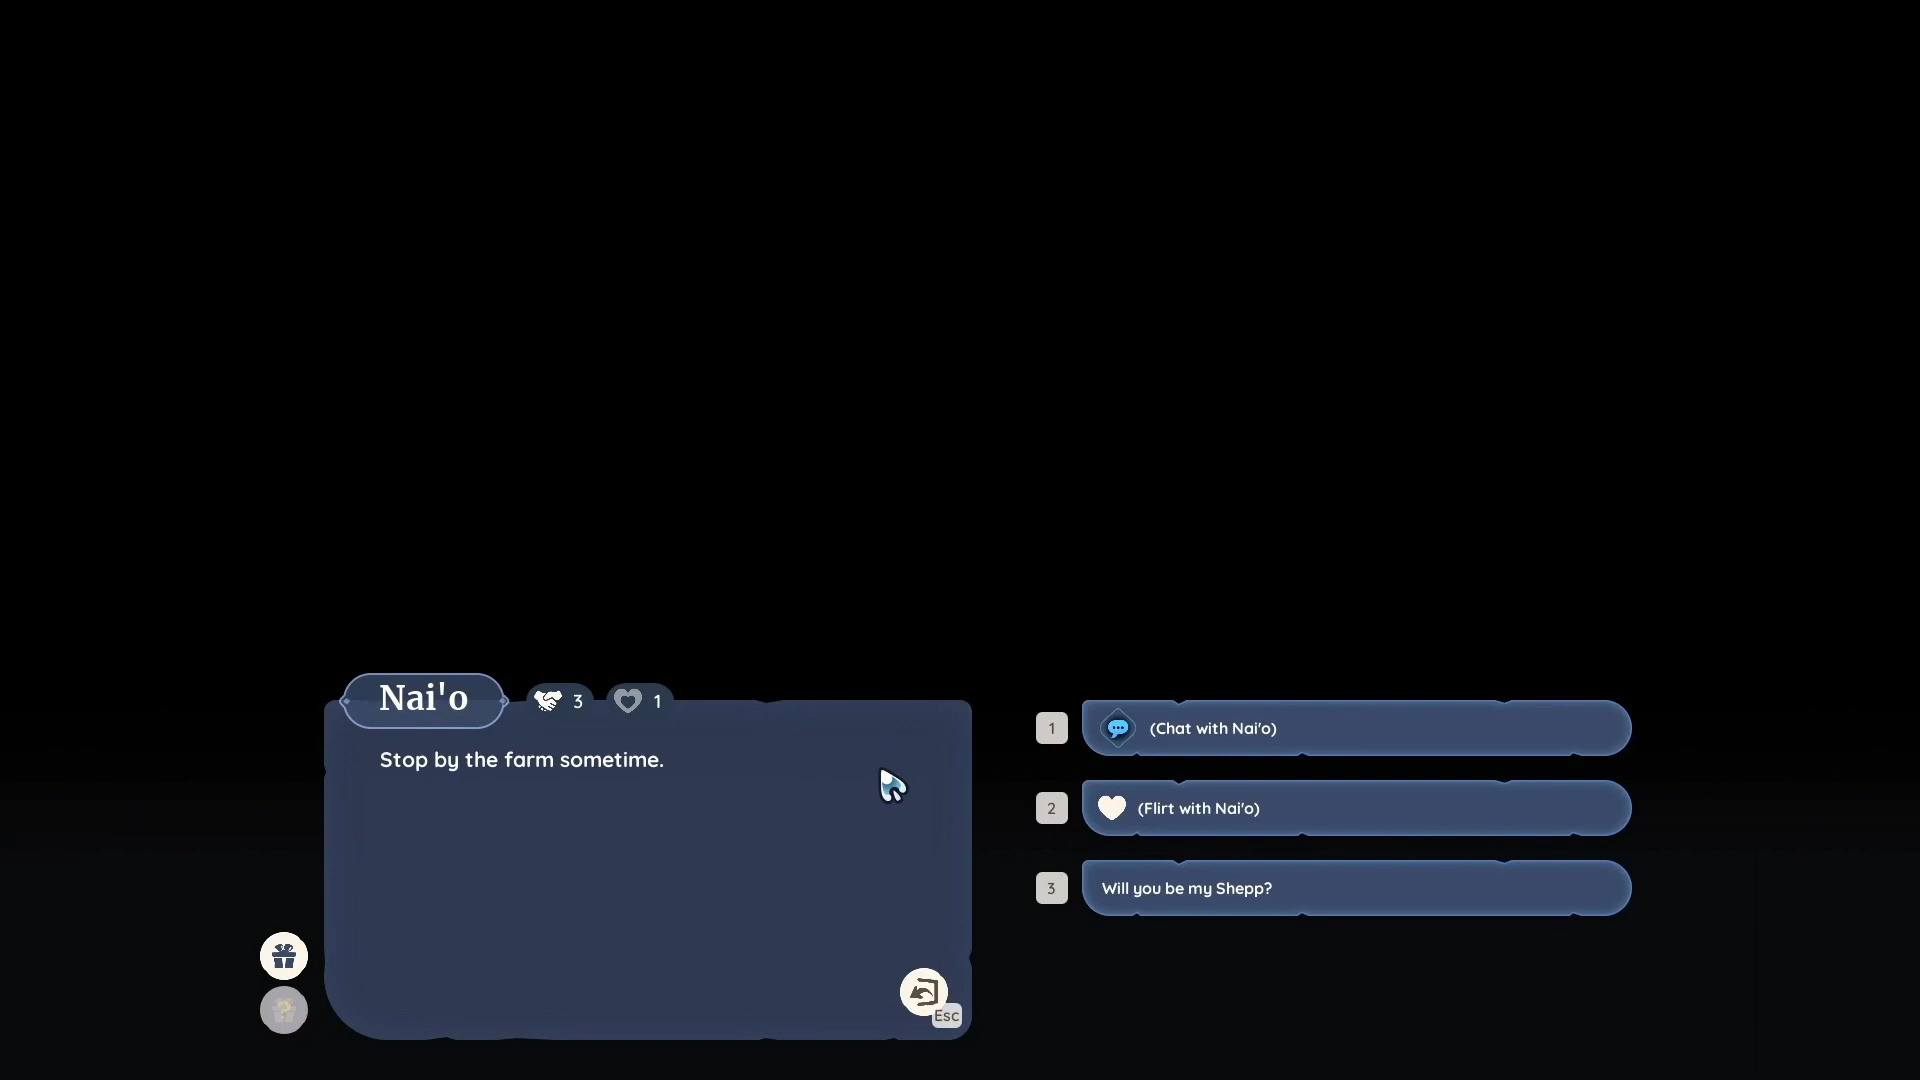 Nai'o
3
1
Stop by the farm sometime.
Esc
1
(Chat with Nai'o)
2
(Flirt with Nai'o)
3
Will you be my Shepp?